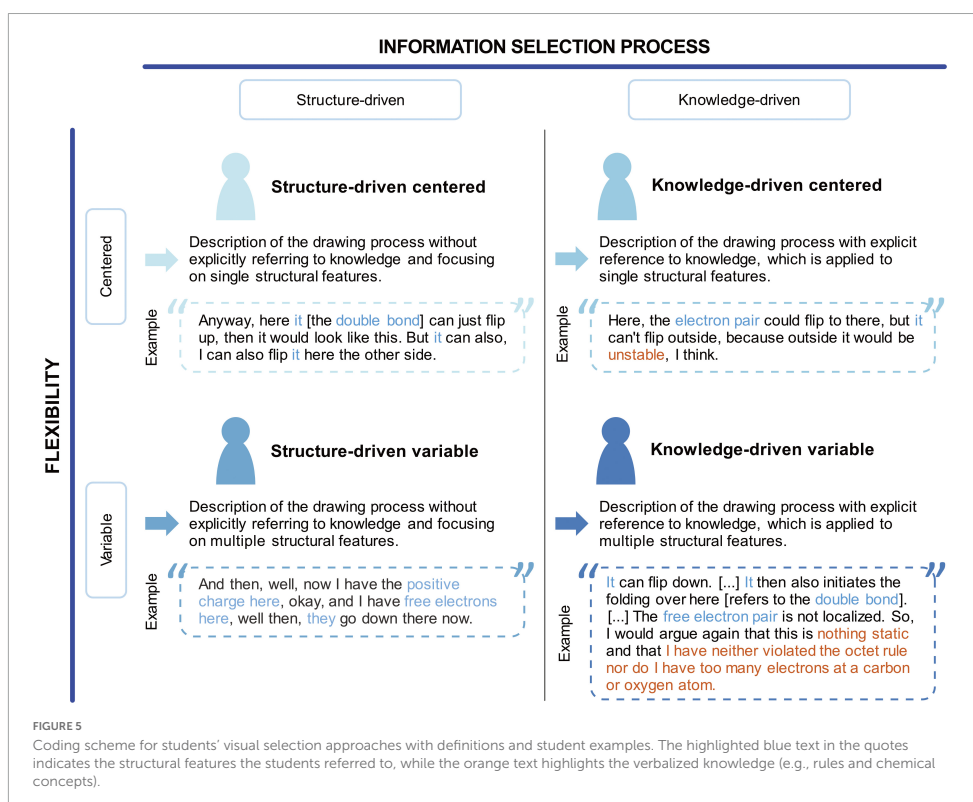 INFORMATION SELECTION PROCESS
Structure-driven
Knowledge-driven
FLEXIBILITY
Centered
Structure-driven centered
Description of the drawing process without
explicitly referring to knowledge and focusing
on single structural features.
Example
“
Anyway, here it [the double bond] can just flip
up, then it would look like this. But it can also,
I can also flip it here the other side.
”
Knowledge-driven centered
Description of the drawing process with explicit
reference to knowledge, which is applied to
single structural features.
Example
“
Here, the electron pair could flip to there, but it
can't flip outside, because outside it would be
unstable, I think.
”
Variable
Structure-driven variable
Description of the drawing process without
explicitly referring to knowledge and focusing
on multiple structural features.
Example
“
And then, well, now I have the positive
charge here, okay, and I have free electrons
here, well then, they go down there now.
”
Knowledge-driven variable
Description of the drawing process with explicit
reference to knowledge, which is applied to
multiple structural features.
Example
“
It can flip down. [...] It then also initiates the
folding over here [refers to the double bond].
[...] The free electron pair is not localized. So,
I would argue again that this is nothing static
and that I have neither violated the octet rule
nor do I have too many electrons at a carbon
or oxygen atom.
”
FIGURE 5
Coding scheme for students’ visual selection approaches with definitions and student examples. The highlighted blue text in the quotes
indicates the structural features the students referred to, while the orange text highlights the verbalized knowledge (e.g., rules and chemical
concepts).